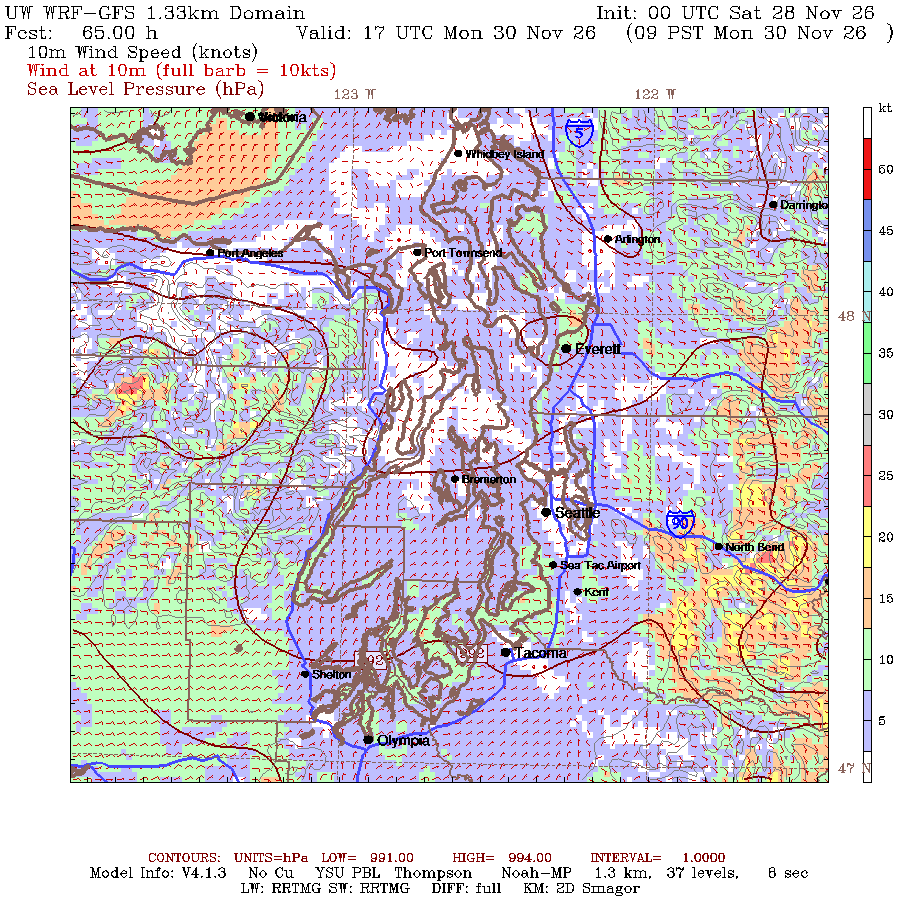 UW WRF-GFS 1.33km Domain Init: 00 UTC Sat 28 Nov 26
Fcst: 65.00 h Valid: 17 UTC Mon 30 Nov 26 (09 PST Mon 30 Nov 26 )
10m Wind Speed (knots)
Wind at 10m (full barb = 10kts)
Sea Level Pressure (hPa)
123 W 122 W
kt
Victoria
5
Whidbey Island
60
Darringto
45
Arlington
Port Angeles
Port Townsend
40
48 N
Everett
35
30
25
Bremerton
Seattle
90
20
North Bend
Sea Tac Airport
Kent
15
992
Tacoma
10
Shelton
5
Olympia
47 N
CONTOURS: UNITS=hPa LOW= 991.00 HIGH= 994.00 INTERVAL= 1.0000
Model Info: V4.1.3 No Cu YSU PBL Thompson Noah-MP 1.3 km, 37 levels, 8 sec
LW: RRTMG SW: RRTMG DIFF: full KM: 2D Smagor